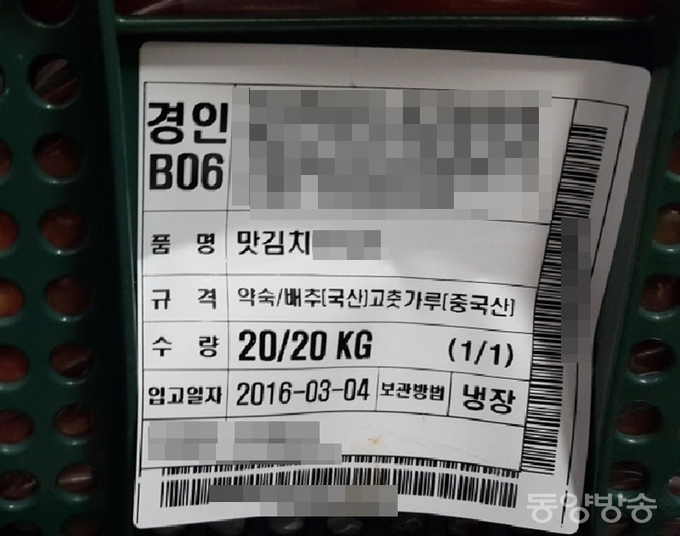 경인
B06
품 명 맛김치
규 격 약숙/배추[국산]고춧가루[중국산]
수 량 20/20 KG (1/1)
입고일자 2016-03-04 보관방법 냉장
동양방송